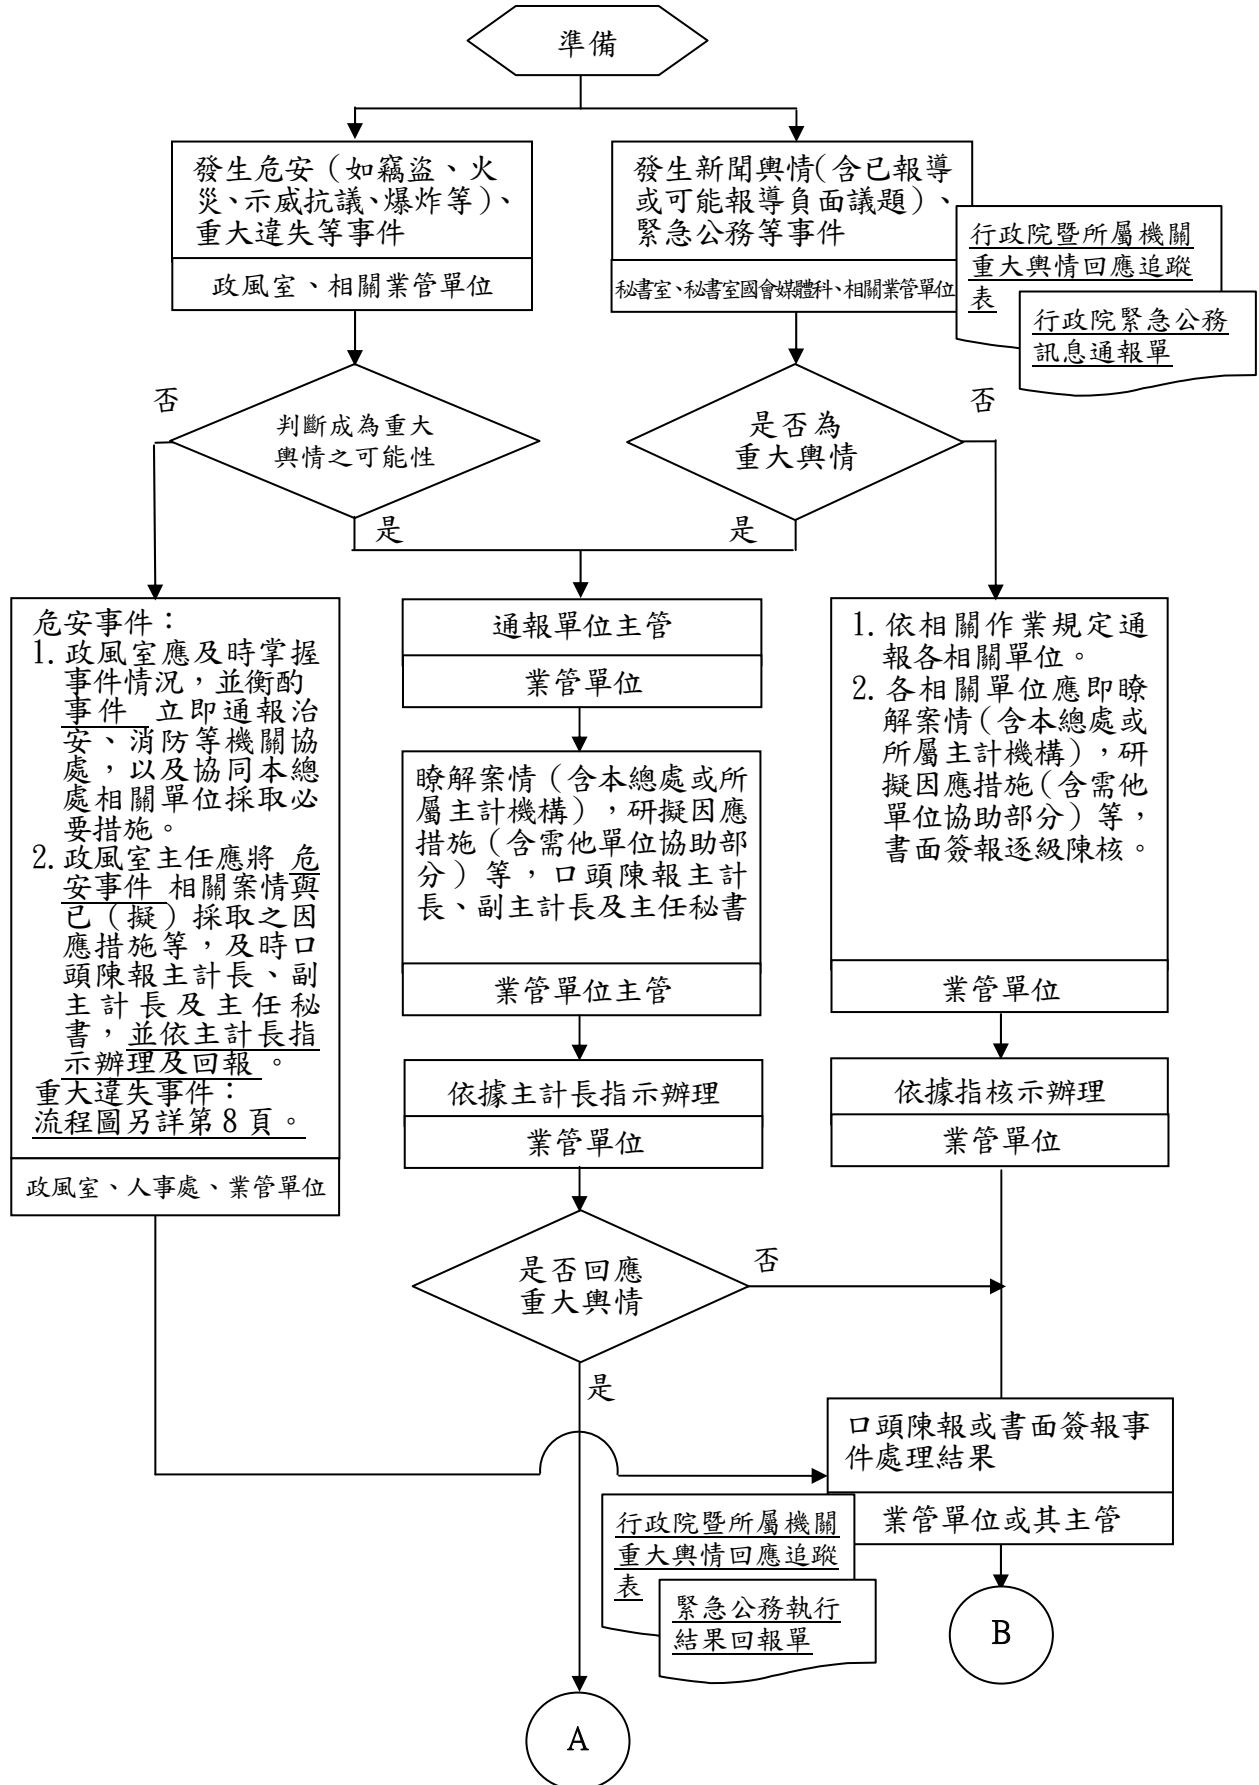 準備
發生危安（如竊盜、火
災、示威抗議、爆炸等）、
重大違失等事件
政風室、相關業管單位
發生新聞輿情（含已報導
或可能報導負面議題）、
緊急公務等事件
秘書室、秘書室國會媒體科、相關業管單位
行政院暨所屬機關
重大輿情回應追蹤
表
行政院緊急公務
訊息通報單
否
判斷成為重大
輿情之可能性
是
是否為
重大輿情
否
是
危安事件：
1. 政風室應及時掌握
事件情況，並衡酌
事件 立即通報治
安、消防等機關協
處，以及協同本總
處相關單位採取必
要措施。
2. 政風室主任應將 危
安事件 相關案情與
已（擬）採取之因
應措施等，及時口
頭陳報主計長、副
主計長及主任秘
書，並依主計長指
示辦理及回報 。
重大違失事件：
流程圖另詳第 8 頁。
政風室、人事處、業管單位
通報單位主管
業管單位
瞭解案情（含本總處或所
屬主計機構），研擬因應
措施（含需他單位協助部
分）等，口頭陳報主計
長、副主計長及主任秘書
業管單位主管
依據主計長指示辦理
業管單位
1. 依相關作業規定通
報各相關單位。
2. 各相關單位應即瞭
解案情（含本總處或
所屬主計機構），研
擬因應措施（含需他
單位協助部分）等，
書面簽報逐級陳核。
業管單位
依據指核示辦理
業管單位
是否回應
重大輿情
否
是
口頭陳報或書面簽報事
件處理結果
業管單位或其主管
行政院暨所屬機關
重大輿情回應追蹤
表
緊急公務執行
結果回報單
B
A